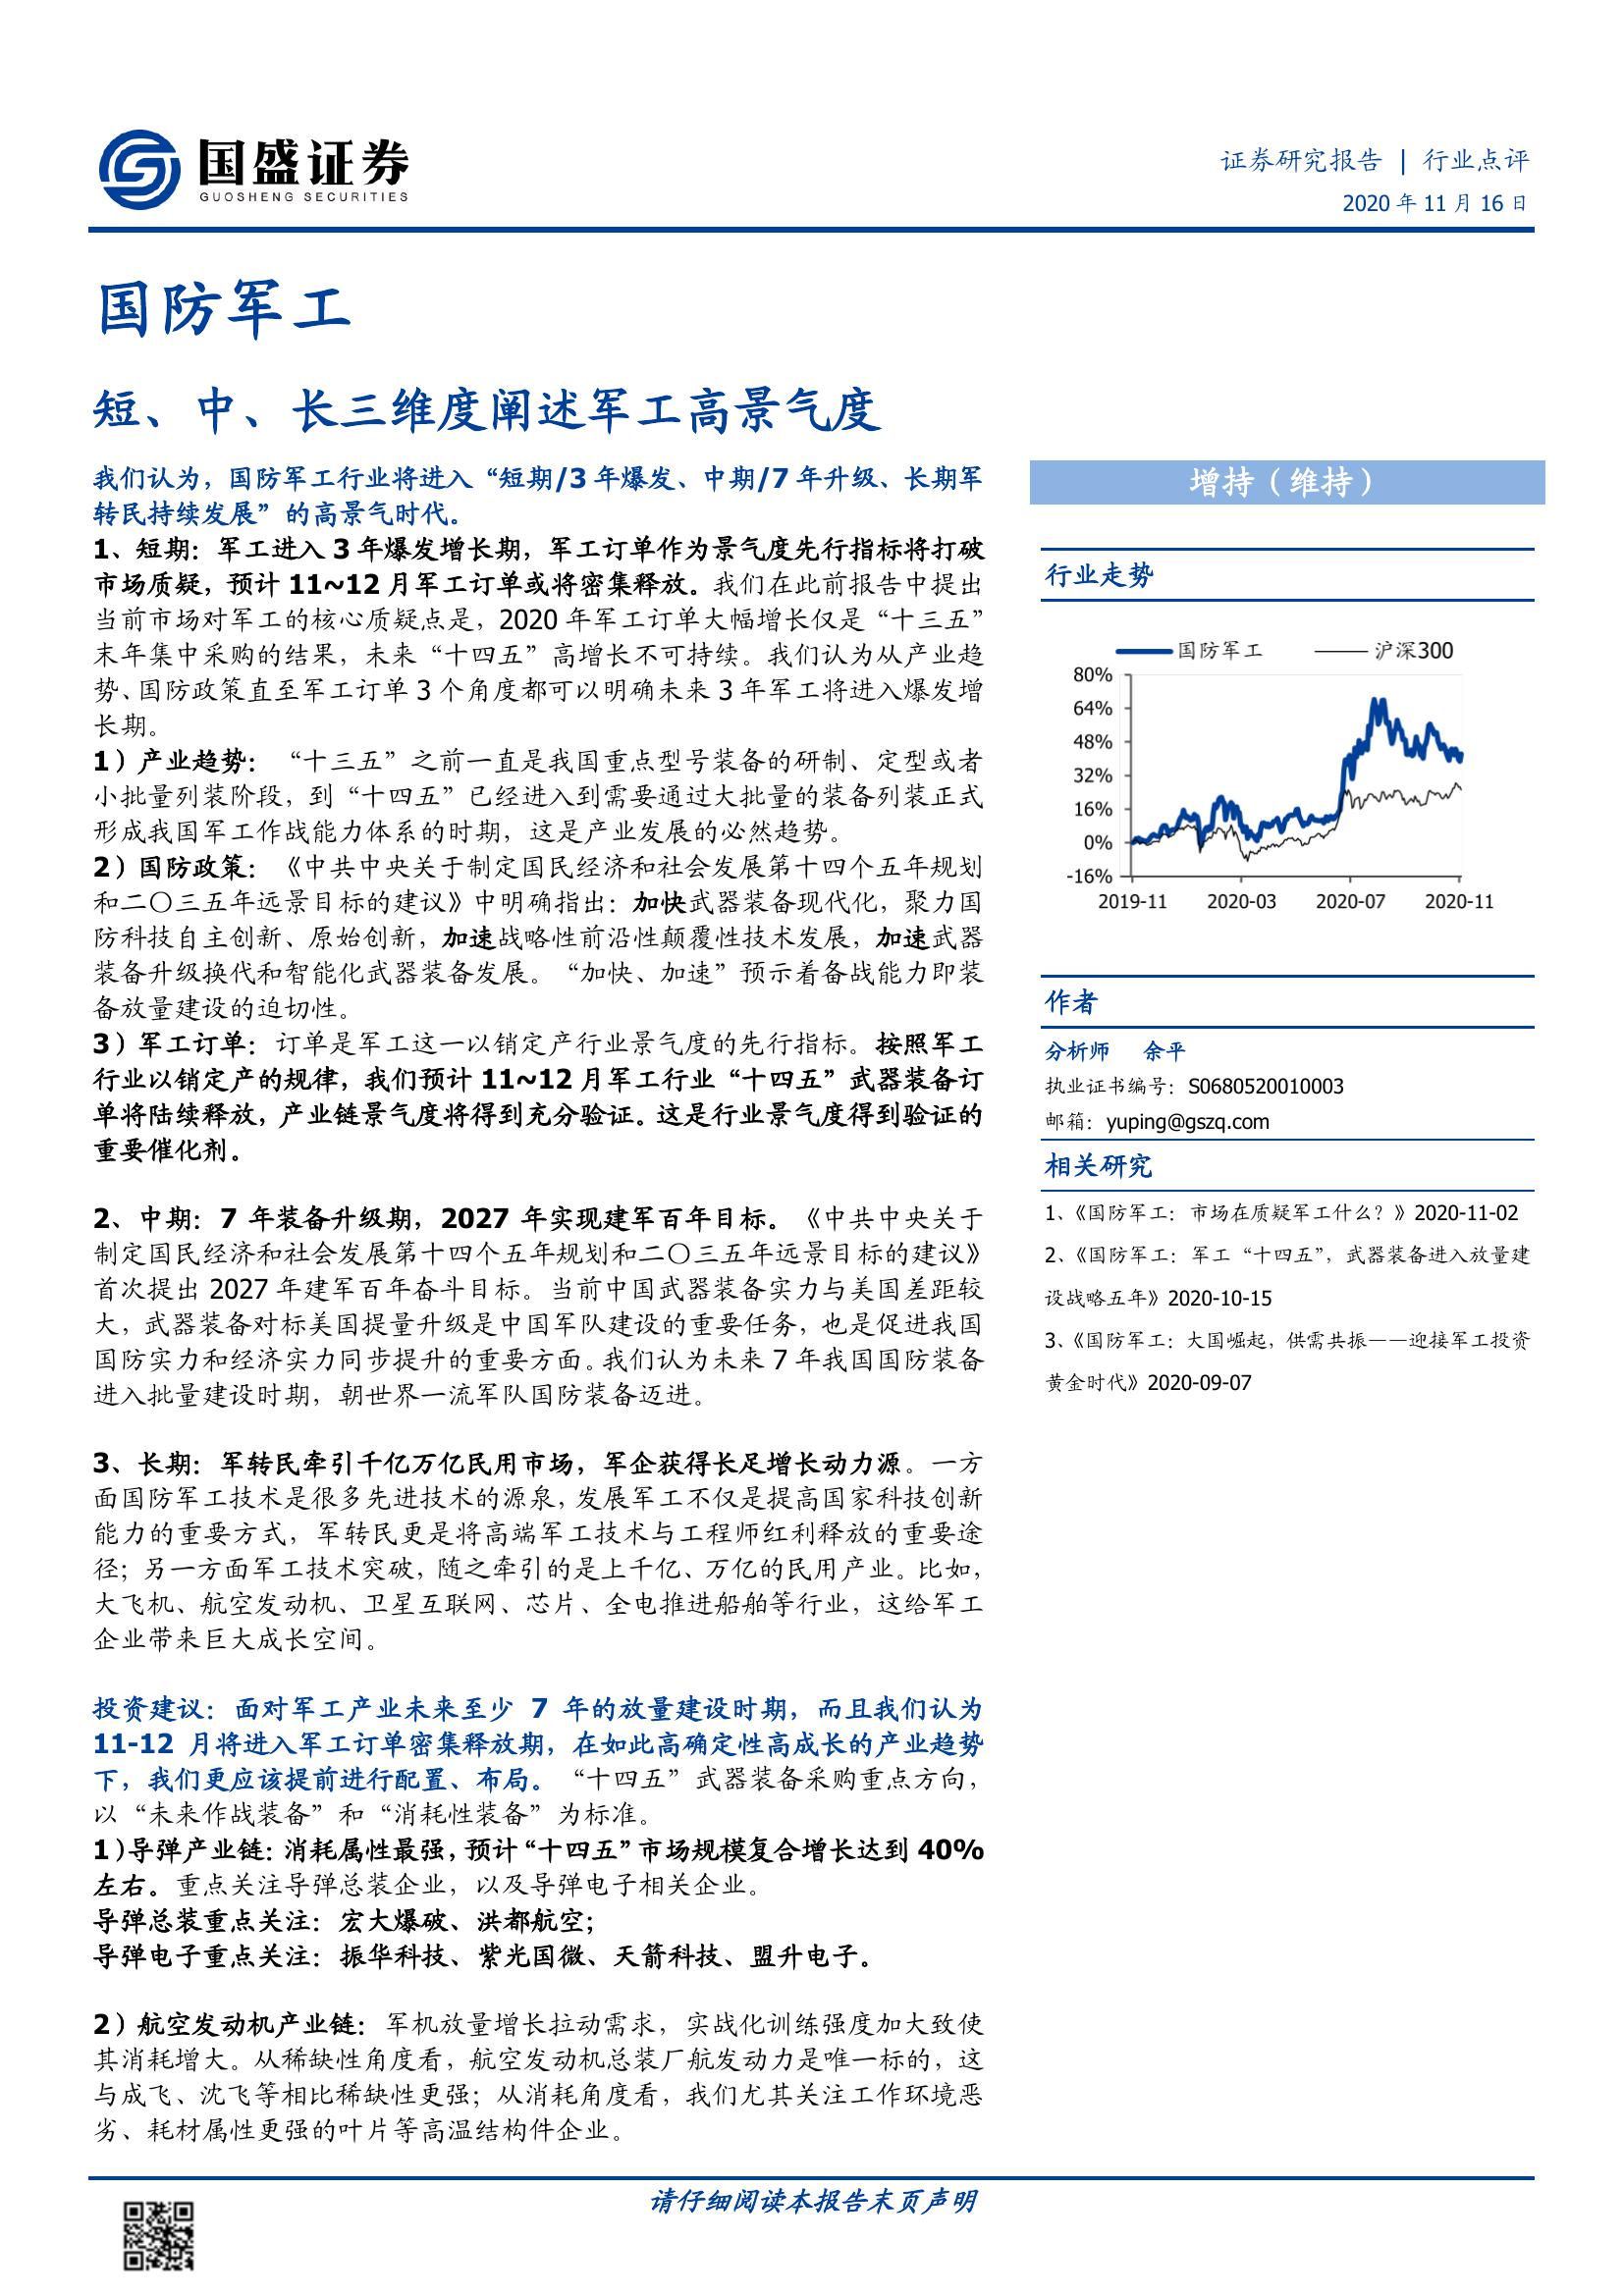 国盛证券
GUOSHENG SECURITIES
证券研究报告 | 行业点评
2020 年 11 月 16 日
国防军工
短、中、长三维度阐述军工高景气度
我们认为，国防军工行业将进入“短期/3 年爆发、中期/7 年升级、长期军
转民持续发展”的高景气时代。
1、短期：军工进入 3 年爆发增长期，军工订单作为景气度先行指标将打破
市场质疑，预计 11~12 月军工订单或将密集释放。我们在此前报告中提出
当前市场对军工的核心质疑点是，2020 年军工订单大幅增长仅是“十三五”
末年集中采购的结果，未来“十四五”高增长不可持续。我们认为从产业趋
势、国防政策直至军工订单 3 个角度都可以明确未来 3 年军工将进入爆发增
长期。
1）产业趋势：“十三五”之前一直是我国重点型号装备的研制、定型或者
小批量列装阶段，到“十四五”已经进入到需要通过大批量的装备列装正式
形成我国军工作战能力体系的时期，这是产业发展的必然趋势。
2）国防政策：《中共中央关于制定国民经济和社会发展第十四个五年规划
和二〇三五年远景目标的建议》中明确指出：加快武器装备现代化，聚力国
防科技自主创新、原始创新，加速战略性前沿性颠覆性技术发展，加速武器
装备升级换代和智能化武器装备发展。“加快、加速”预示着备战能力即装
备放量建设的迫切性。
3）军工订单：订单是军工这一以销定产行业景气度的先行指标。按照军工
行业以销定产的规律，我们预计 11~12 月军工行业“十四五”武器装备订
单将陆续释放，产业链景气度将得到充分验证。这是行业景气度得到验证的
重要催化剂。
2、中期：7 年装备升级期，2027 年实现建军百年目标。《中共中央关于
制定国民经济和社会发展第十四个五年规划和二〇三五年远景目标的建议》
首次提出 2027 年建军百年奋斗目标。当前中国武器装备实力与美国差距较
大，武器装备对标美国提量升级是中国军队建设的重要任务，也是促进我国
国防实力和经济实力同步提升的重要方面。我们认为未来 7 年我国国防装备
进入批量建设时期，朝世界一流军队国防装备迈进。
3、长期：军转民牵引千亿万亿民用市场，军企获得长足增长动力源。一方
面国防军工技术是很多先进技术的源泉，发展军工不仅是提高国家科技创新
能力的重要方式，军转民更是将高端军工技术与工程师红利释放的重要途
径；另一方面军工技术突破，随之牵引的是上千亿、万亿的民用产业。比如，
大飞机、航空发动机、卫星互联网、芯片、全电推进船舶等行业，这给军工
企业带来巨大成长空间。
投资建议：面对军工产业未来至少 7 年的放量建设时期，而且我们认为
11-12 月将进入军工订单密集释放期，在如此高确定性高成长的产业趋势
下，我们更应该提前进行配置、布局。“十四五”武器装备采购重点方向，
以“未来作战装备”和“消耗性装备”为标准。
1）导弹产业链：消耗属性最强，预计“十四五”市场规模复合增长达到 40%
左右。重点关注导弹总装企业，以及导弹电子相关企业。
导弹总装重点关注：宏大爆破、洪都航空；
导弹电子重点关注：振华科技、紫光国微、天箭科技、盟升电子。
2）航空发动机产业链：军机放量增长拉动需求，实战化训练强度加大致使
其消耗增大。从稀缺性角度看，航空发动机总装厂航发动力是唯一标的，这
与成飞、沈飞等相比稀缺性更强；从消耗角度看，我们尤其关注工作环境恶
劣、耗材属性更强的叶片等高温结构件企业。
增持（维持）
行业走势
国防军工 沪深300
80%
64%
48%
32%
16%
0%
-16%
2019-11 2020-03 2020-07 2020-11
作者
分析师 余平
执业证书编号：S0680520010003
邮箱：yuping@gszq.com
相关研究
1、《国防军工：市场在质疑军工什么？》2020-11-02
2、《国防军工：军工“十四五”，武器装备进入放量建
设战略五年》2020-10-15
3、《国防军工：大国崛起，供需共振——迎接军工投资
黄金时代》2020-09-07
请仔细阅读本报告末页声明